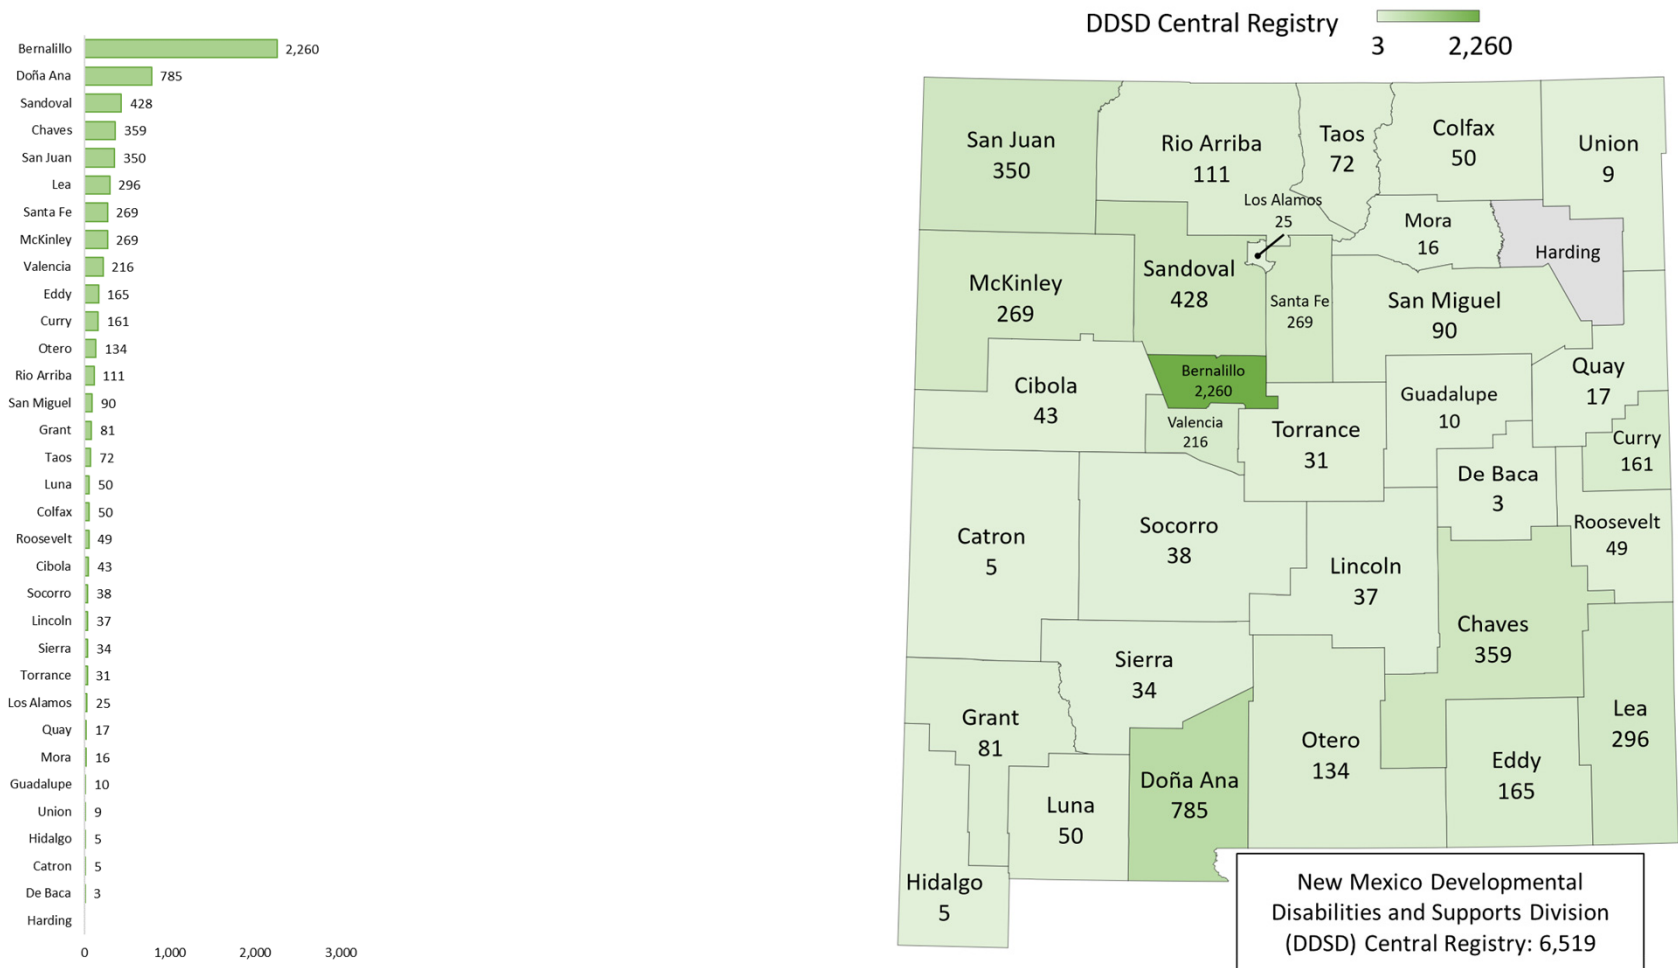 Bernalillo 2,260
Doña Ana 785
Sandoval 428
Chaves 359
San Juan 350
Lea 296
Santa Fe 269
McKinley 269
Valencia 216
Eddy 165
Curry 161
Otero 134
Rio Arriba 111
San Miguel 90
Grant 81
Taos 72
Luna 50
Colfax 50
Roosevelt 49
Cibola 43
Socorro 38
Lincoln 37
Sierra 34
Torrance 31
Los Alamos 25
Quay 17
Mora 16
Guadalupe 10
Union 9
Hidalgo 5
Catron 5
De Baca 3
Harding
0 1,000 2,000 3,000
DDSD Central Registry
3 2,260
San Juan
350
Rio Arriba
111
Taos
72
Colfax
50
Union
9
Los Alamos
25
Mora
16
Harding
McKinley
269
Sandoval
428
Santa Fe
269
San Miguel
90
Bernalillo
2,260
Cibola
43
Valencia
216
Torrance
31
Guadalupe
10
Quay
17
Curry
161
De Baca
3
Roosevelt
49
Catron
5
Socorro
38
Lincoln
37
Chaves
359
Sierra
34
Grant
81
Lea
296
Otero
134
Eddy
165
Doña Ana
785
Luna
50
Hidalgo
5
New Mexico Developmental
Disabilities and Supports Division
(DDSD) Central Registry: 6,519